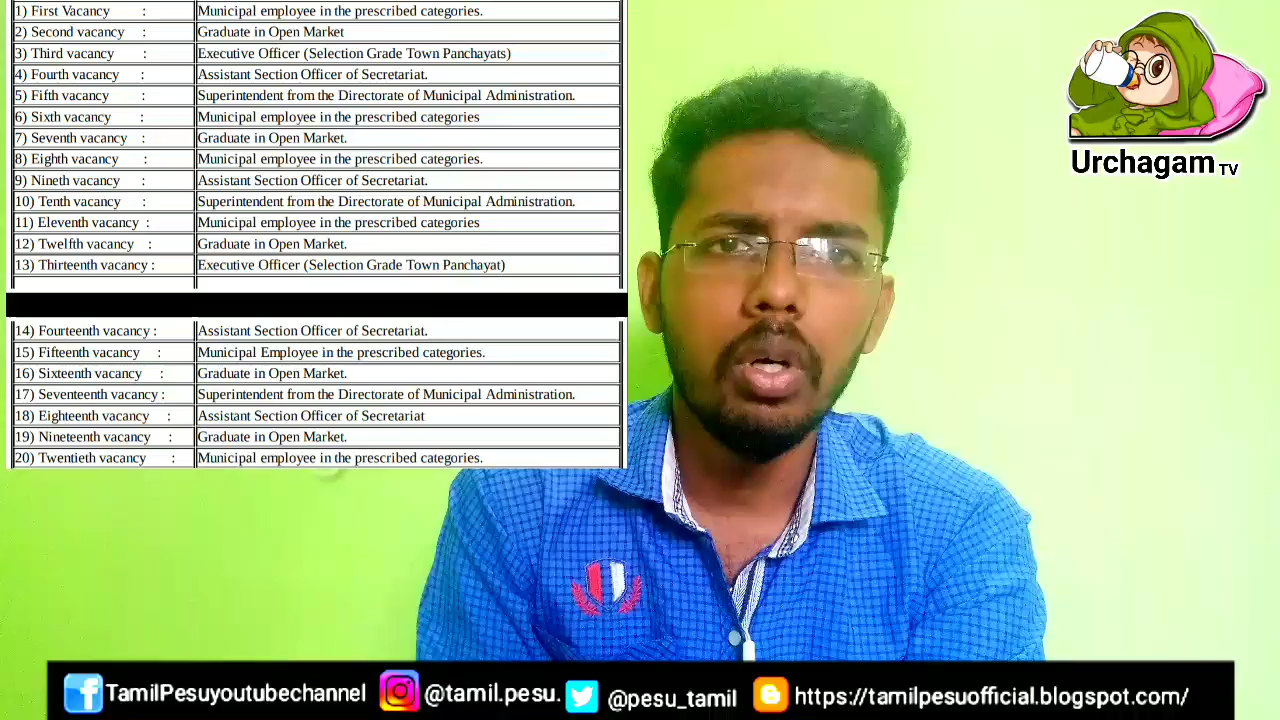 1) First Vacancy : Municipal employee in the prescribed categories.
2) Second vacancy : Graduate in Open Market
3) Third vacancy : Executive Officer (Selection Grade Town Panchayats)
4) Fourth vacancy : Assistant Section Officer of Secretariat.
5) Fifth vacancy : Superintendent from the Directorate of Municipal Administration.
6) Sixth vacancy : Municipal employee in the prescribed categories
7) Seventh vacancy : Graduate in Open Market.
8) Eighth vacancy : Municipal employee in the prescribed categories.
9) Nineth vacancy : Assistant Section Officer of Secretariat.
10) Tenth vacancy : Superintendent from the Directorate of Municipal Administration.
11) Eleventh vacancy : Municipal employee in the prescribed categories
12) Twelfth vacancy : Graduate in Open Market.
13) Thirteenth vacancy : Executive Officer (Selection Grade Town Panchayat)
14) Fourteenth vacancy : Assistant Section Officer of Secretariat.
15) Fifteenth vacancy : Municipal Employee in the prescribed categories.
16) Sixteenth vacancy : Graduate in Open Market.
17) Seventeenth vacancy : Superintendent from the Directorate of Municipal Administration.
18) Eighteenth vacancy : Assistant Section Officer of Secretariat
19) Nineteenth vacancy : Graduate in Open Market.
20) Twentieth vacancy : Municipal employee in the prescribed categories.
Urchagam TV
TamilPesuyoutubechannel @tamil.pesu. @pesu_tamil https://tamilpesuofficial.blogspot.com/